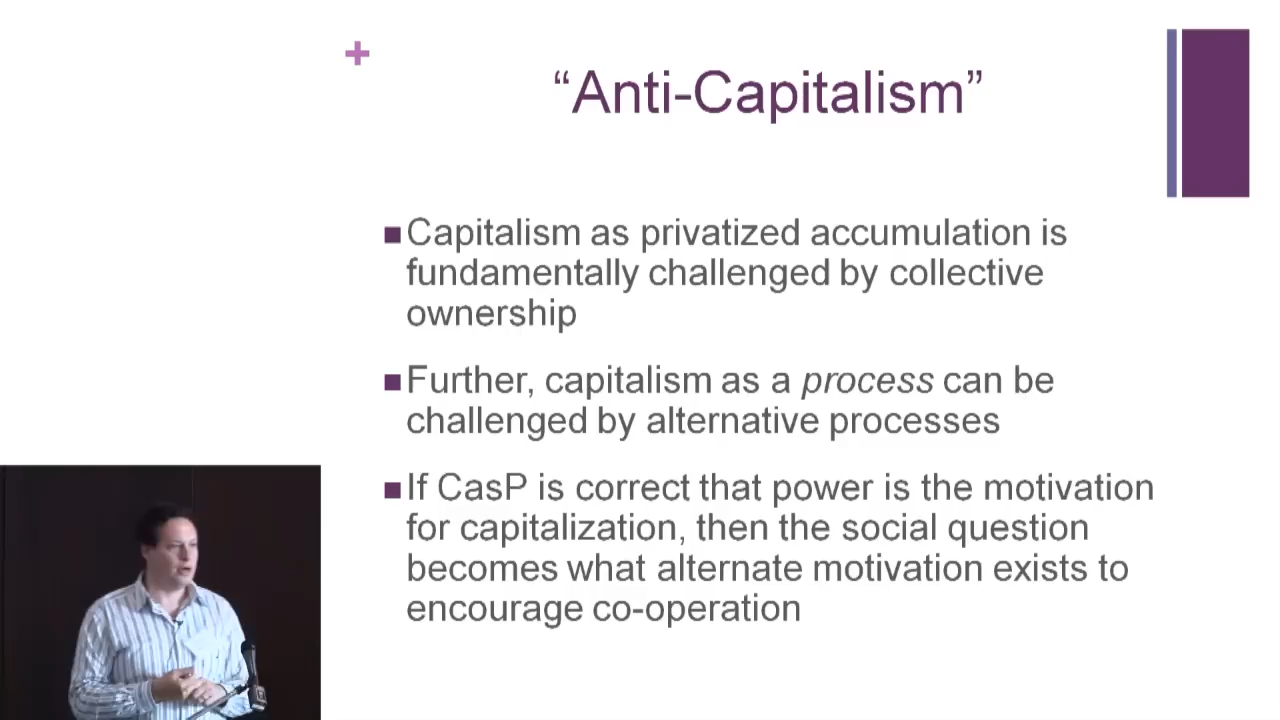 +
“Anti-Capitalism”
Capitalism as privatized accumulation is
fundamentally challenged by collective
ownership
Further, capitalism as a process can be
challenged by alternative processes
If CasP is correct that power is the motivation
for capitalization, then the social question
becomes what alternate motivation exists to
encourage co-operation